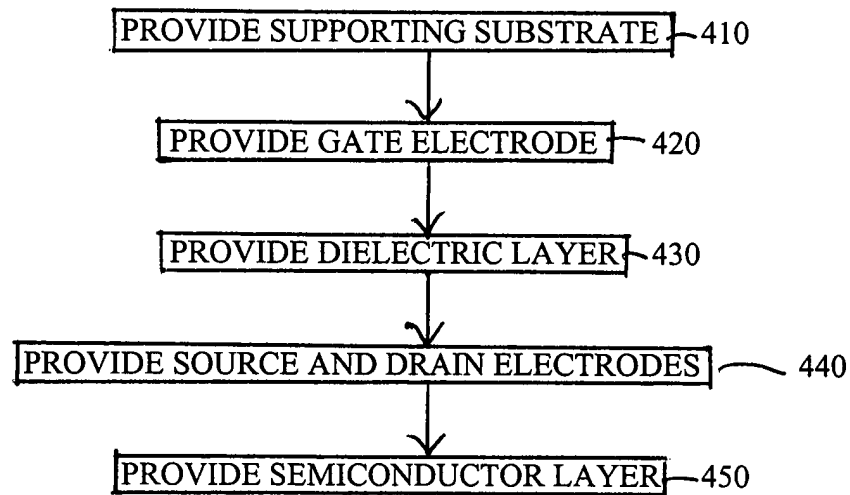 PROVIDE SUPPORTING SUBSTRATE 410
PROVIDE GATE ELECTRODE 420
PROVIDE DIELECTRIC LAYER 430
PROVIDE SOURCE AND DRAIN ELECTRODES 440
PROVIDE SEMICONDUCTOR LAYER 450